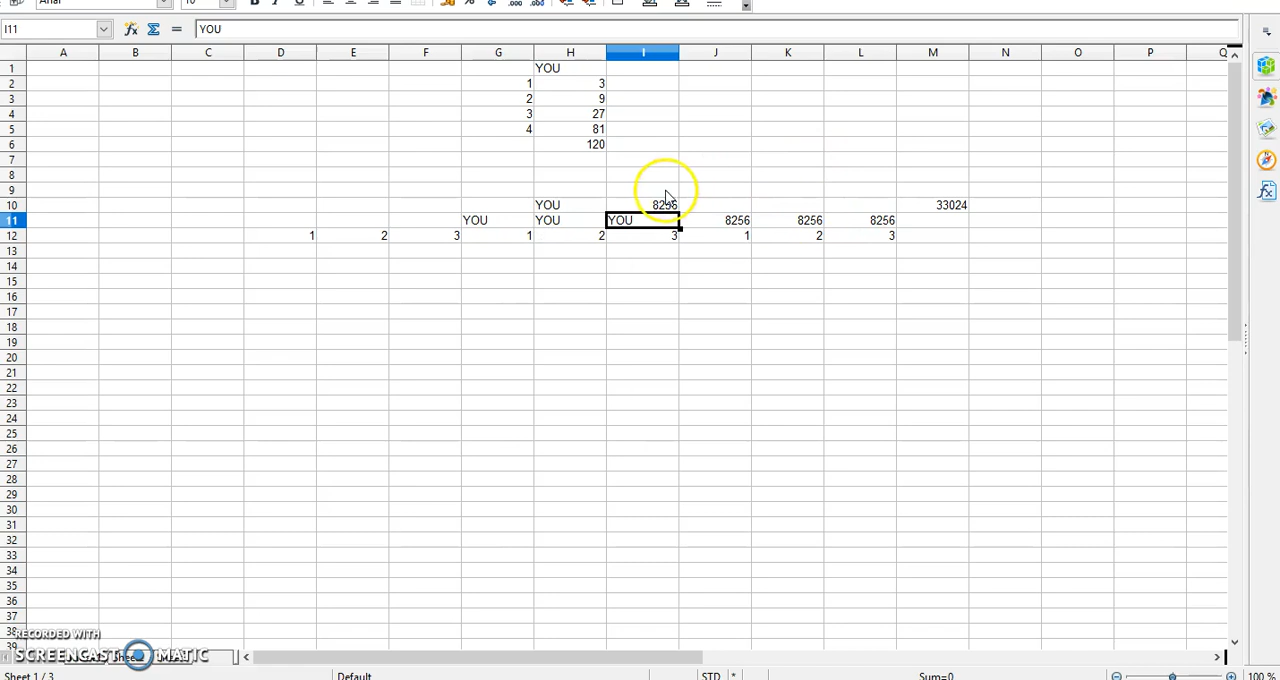 Arial 10
I11 YOU
A B C D E F G H I J K L M N O P Q
1 YOU
2 1 3
3 2 9
4 3 27
5 4 81
6 120
7
8
9
10 YOU 8256 33024
11 YOU YOU YOU 8256 8256 8256
12 1 2 3 1 2 3 1 2 3
13
14
15
16
17
18
19
20
21
22
23
24
25
26
27
28
29
30
31
32
33
34
35
36
37
38
39
RECORDED WITH
SCREENCAST MATIC
Sheet 1 / 3 Default STD * Sum=0 100 %